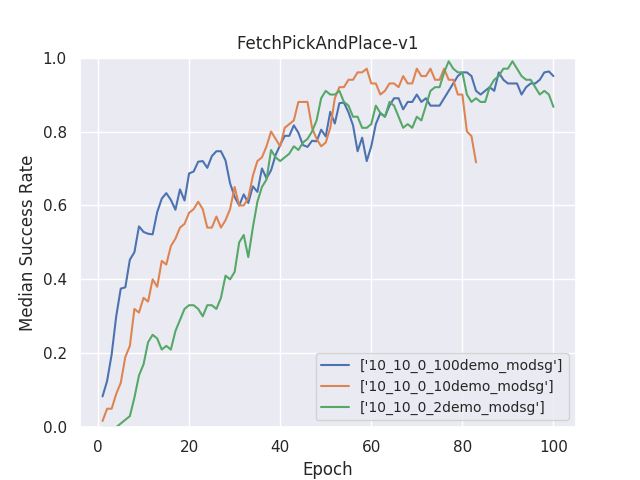 FetchPickAndPlace-v1
1.0
0.8
0.6
0.4
0.2
0.0
Median Success Rate
['10_10_0_100demo_modsg']
['10_10_0_10demo_modsg']
['10_10_0_2demo_modsg']
0 20 40 60 80 100
Epoch